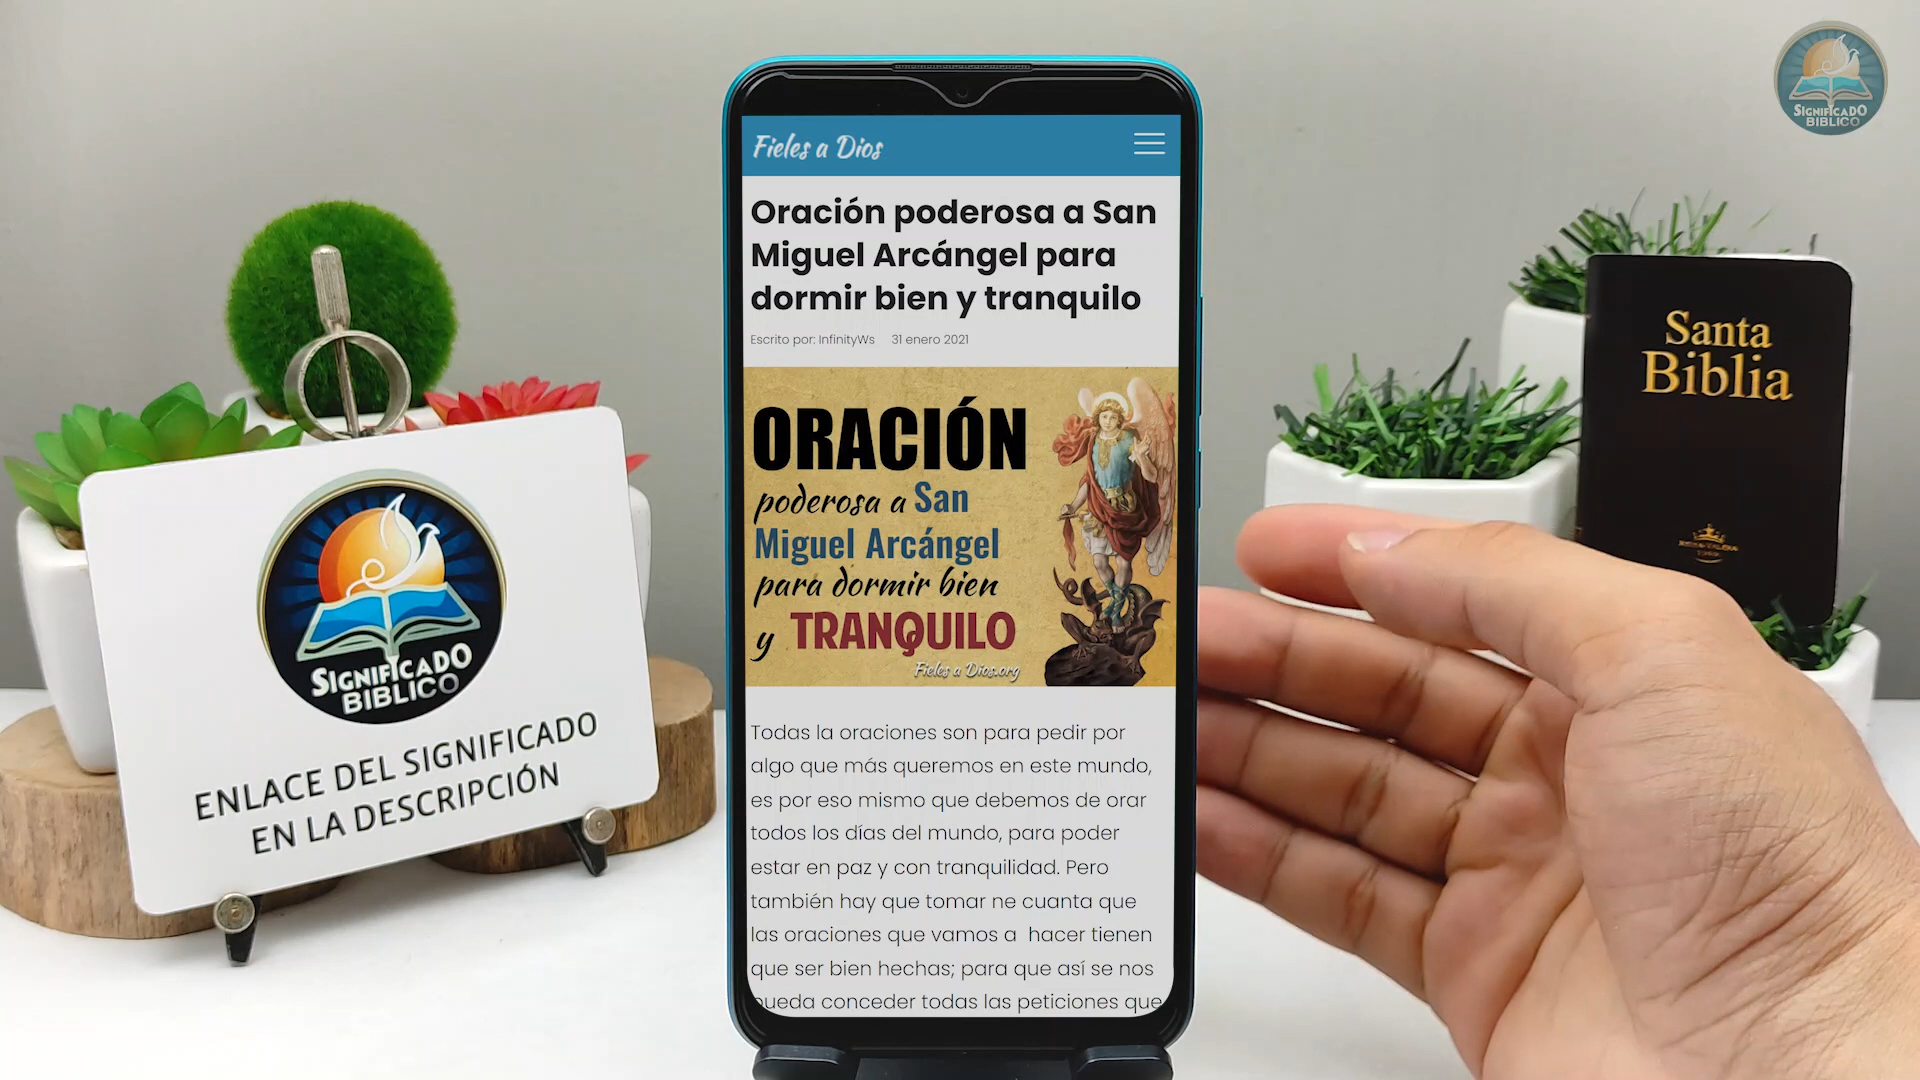 SIGNIFICADO
BIBLICO
Fieles a Dios
Oración poderosa a San
Miguel Arcángel para
dormir bien y tranquilo
Escrito por: InfinityWs 31 enero 2021
ORACIÓN
poderosa a San
Miguel Arcángel
para dormir bien
y TRANQUILO
Fieles a Dios.org
Todas la oraciones son para pedir por
algo que más queremos en este mundo,
es por eso mismo que debemos de orar
todos los días del mundo, para poder
estar en paz y con tranquilidad. Pero
también hay que tomar ne cuanta que
las oraciones que vamos a hacer tienen
que ser bien hechas; para que así se nos
pueda conceder todas las peticiones que
SIGNIFICADO
BIBLICO
ENLACE DEL SIGNIFICADO
EN LA DESCRIPCIÓN
Santa
Biblia